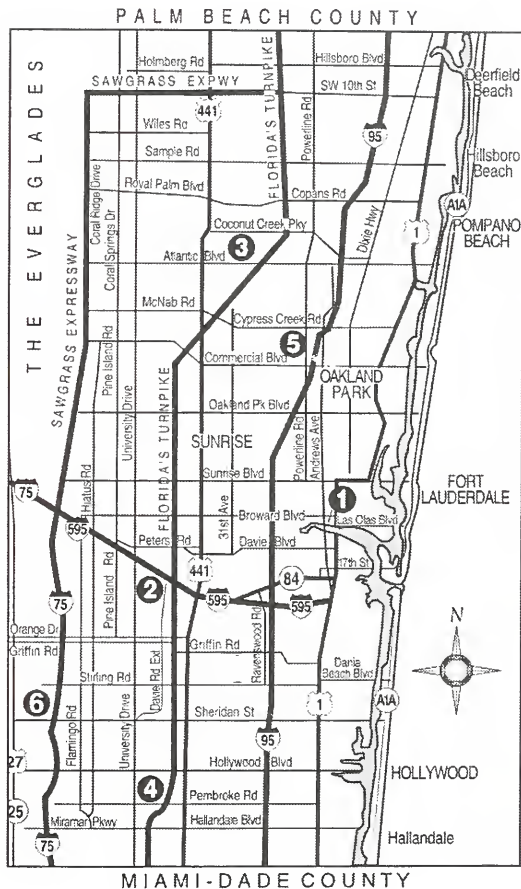 PALM BEACH COUNTY
Holmberg Rd
Hillsboro Blvd
SAWGRASS EXPWY
SW 10th St
Deerfield
Beach
441
95
Wiles Rd
Sample Rd
Hillsboro
Beach
Royal Palm Blvd
Copans Rd
FLORIDA'S TURNPIKE
Powerline Rd
Dixie Hwy
A1A
Coral Ridge Drive
Coral Springs Dr
Coconut Creek Pky
1
POMPANO
BEACH
THE EVERGLADES
3
Atlantic Blvd
SAWGRASS EXPRESSWAY
McNab Rd
Cypress Creek Rd
5
Commercial Blvd
Pine Island Rd
University Drive
FLORIDA'S TURNPIKE
OAKLAND
PARK
Oakland Pk Blvd
SUNRISE
Powerline Rd
Andrews Ave
Sunrise Blvd
75
Hiatus Rd
31st Ave
1
FORT
LAUDERDALE
Broward Blvd
Las Olas Blvd
595
Peters Rd
Davie Blvd
17th St
441
84
2
75
Pine Island Rd
595
595
N
Orange Dr
Griffin Rd
Griffin Rd
Ravenswood Rd
Dania
Beach Blvd
Stirling Rd
Davie Rd Ext
6
Flamingo Rd
University Drive
Sheridan St
1
A1A
95
27
Hollywood Blvd
HOLLYWOOD
4
Pembroke Rd
25
Miramar Pkwy
Hallandale Blvd
Hallandale
75
MIAMI-DADE COUNTY